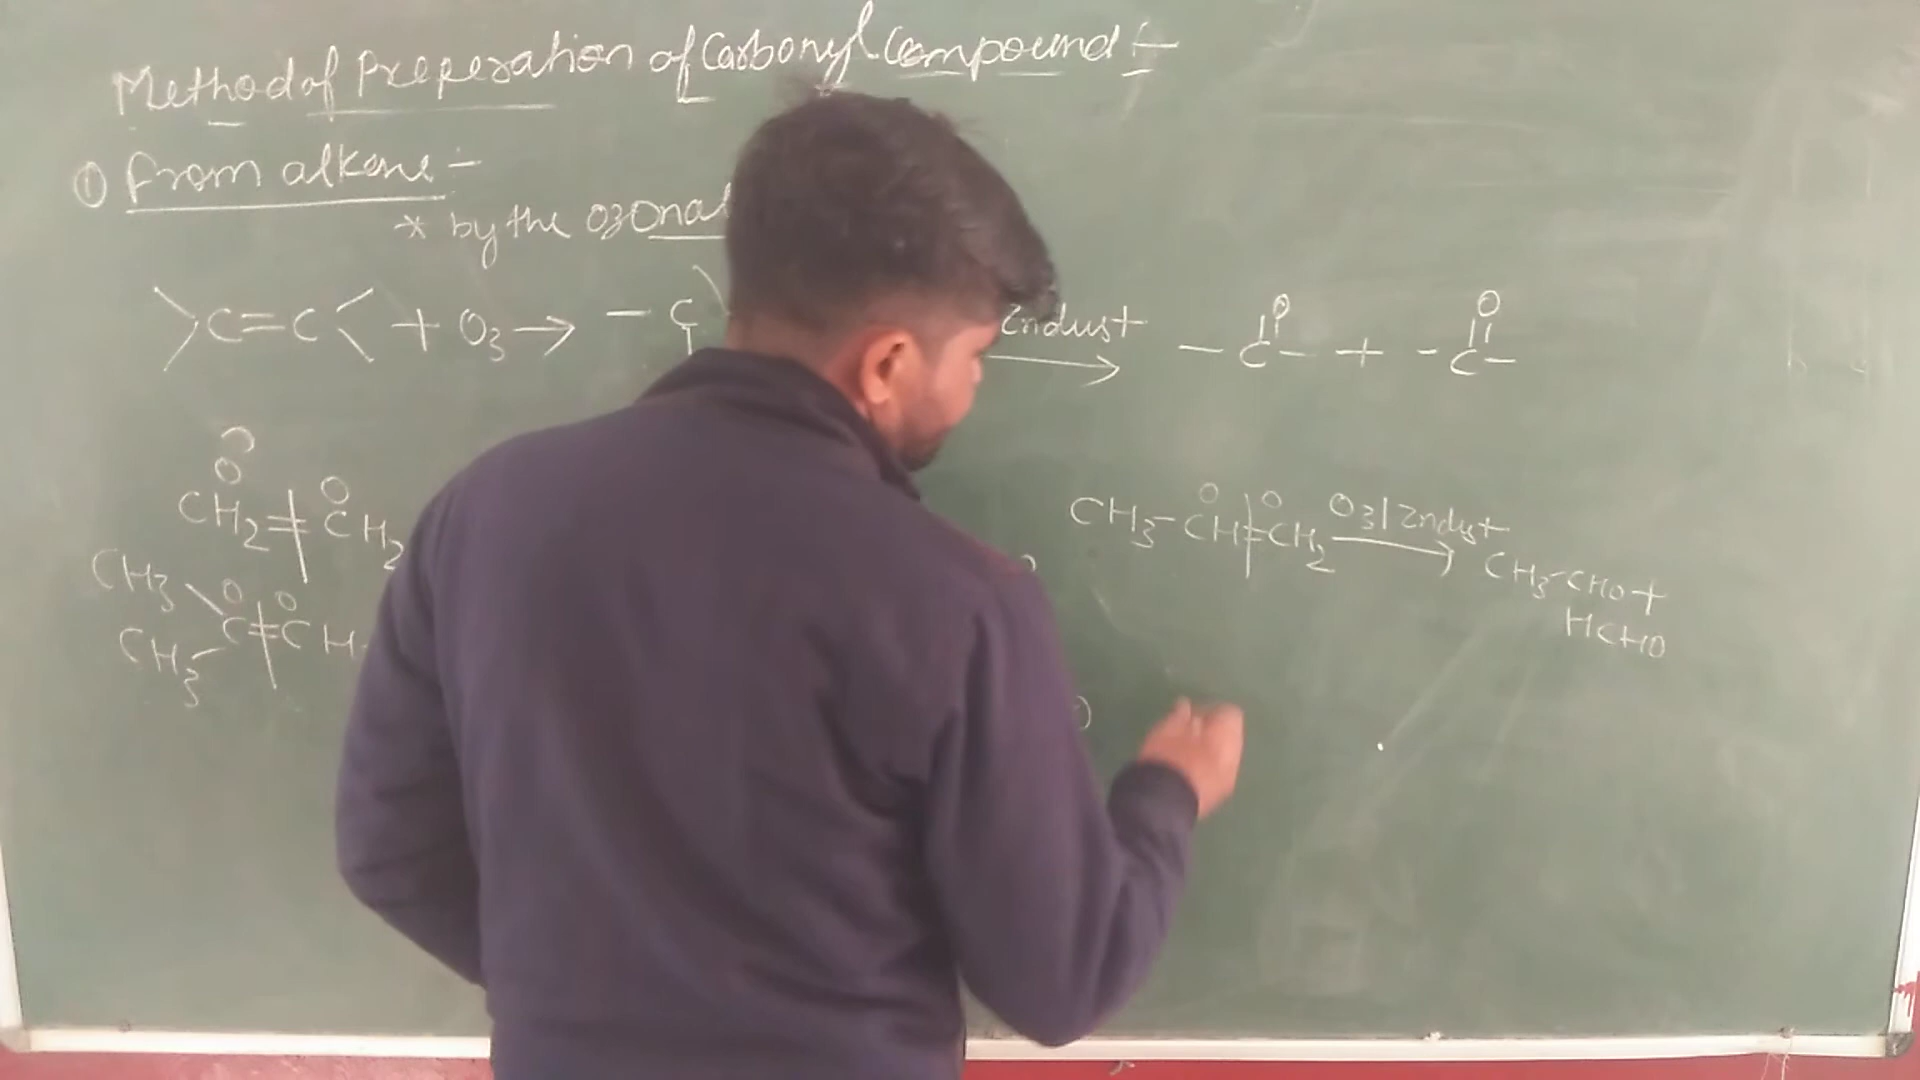 Method of Preperation of Carbonyl Compound :-
① from alkene -
* by the ozonal
>C=C< + O3 → - C Zndust → - C - + - C -
O O
O
CH2 = CH2
O
CH3 - CH = CH2 O3 | Zndust → CH3 - CHO +
O O
HCHO
CH3
CH3 C = CH -
O O